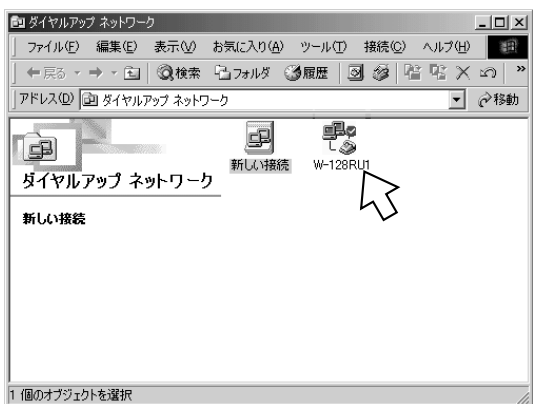 ダイヤルアップ ネットワーク
ファイル(F) 編集(E) 表示(V) お気に入り(A) ツール(T) 接続(C) ヘルプ(H)
戻る 検索 フォルダ 履歴 »
アドレス(D) ダイヤルアップ ネットワーク 移動
新しい接続 W-128RU1
ダイヤルアップ ネットワーク
新しい接続
1 個のオブジェクトを選択